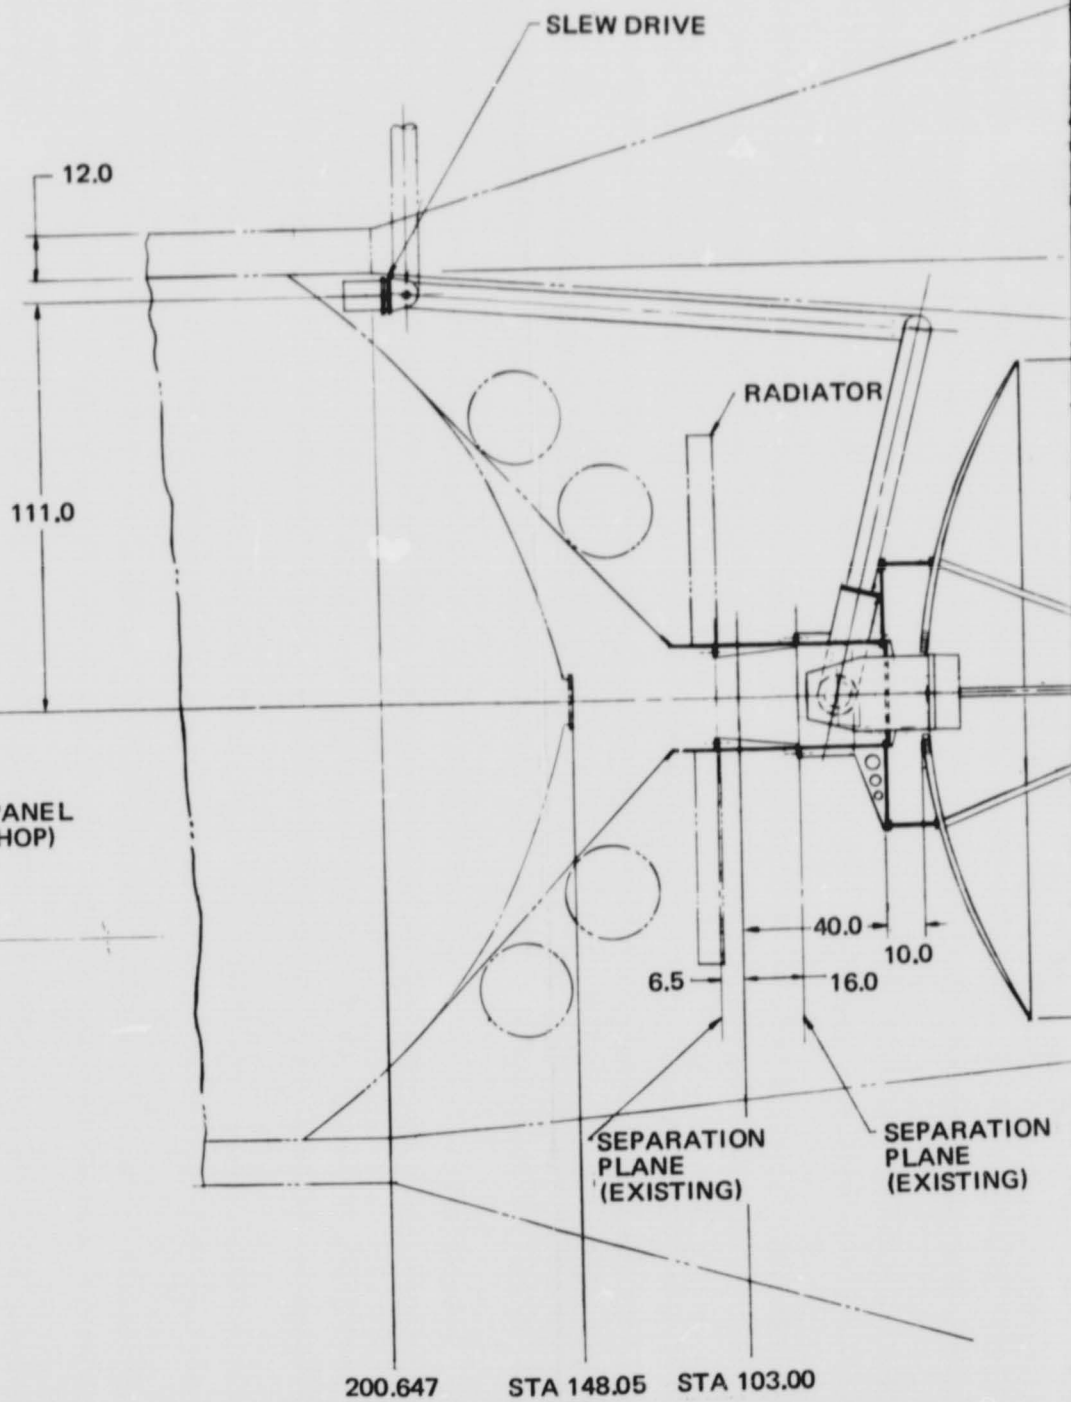 SLEW DRIVE
12.0
RADIATOR
111.0
PANEL
HOP)
40.0
10.0
6.5
16.0
SEPARATION
PLANE
(EXISTING)
SEPARATION
PLANE
(EXISTING)
200.647
STA 148.05
STA 103.00